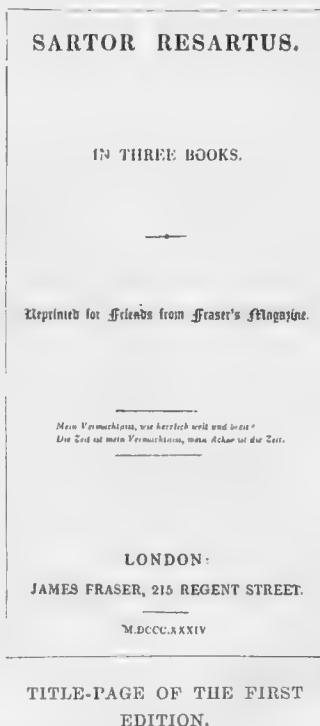 SARTOR RESARTUS.
IN THREE BOOKS.
Reprinted for Friends from Fraser's Magazine.
Mein Vermächtniss, wie herrlich weit und breit!
Die Zeit ist mein Vermächtniss, mein Acker ist die Zeit.
LONDON:
JAMES FRASER, 215 REGENT STREET.
M.DCCC.XXXIV
TITLE-PAGE OF THE FIRST
EDITION.